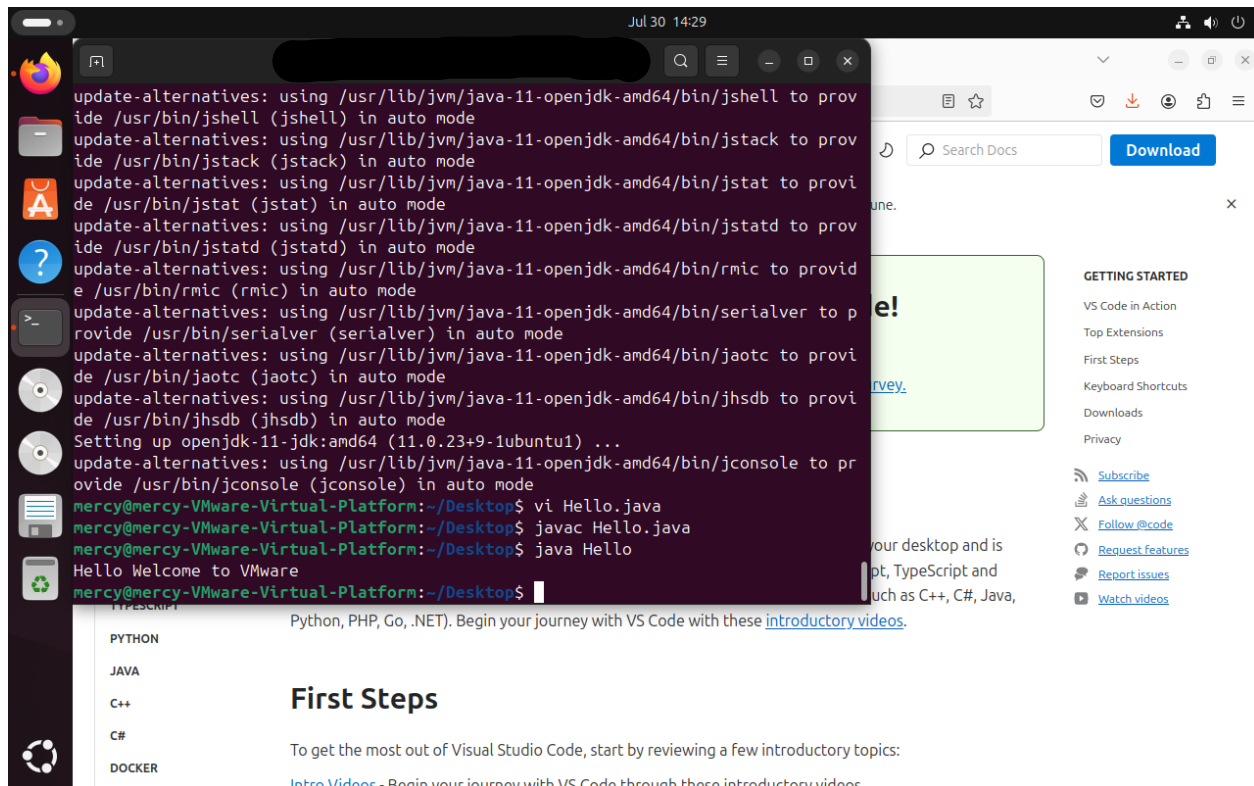 Jul 30 14:29
update-alternatives: using /usr/lib/jvm/java-11-openjdk-amd64/bin/jshell to prov
ide /usr/bin/jshell (jshell) in auto mode
update-alternatives: using /usr/lib/jvm/java-11-openjdk-amd64/bin/jstack to prov
ide /usr/bin/jstack (jstack) in auto mode
update-alternatives: using /usr/lib/jvm/java-11-openjdk-amd64/bin/jstat to provi
de /usr/bin/jstat (jstat) in auto mode
update-alternatives: using /usr/lib/jvm/java-11-openjdk-amd64/bin/jstatd to prov
ide /usr/bin/jstatd (jstatd) in auto mode
update-alternatives: using /usr/lib/jvm/java-11-openjdk-amd64/bin/rmic to provid
e /usr/bin/rmic (rmic) in auto mode
update-alternatives: using /usr/lib/jvm/java-11-openjdk-amd64/bin/serialver to p
rovide /usr/bin/serialver (serialver) in auto mode
update-alternatives: using /usr/lib/jvm/java-11-openjdk-amd64/bin/jaotc to provi
de /usr/bin/jaotc (jaotc) in auto mode
update-alternatives: using /usr/lib/jvm/java-11-openjdk-amd64/bin/jhsdb to provi
de /usr/bin/jhsdb (jhsdb) in auto mode
Setting up openjdk-11-jdk:amd64 (11.0.23+9-1ubuntu1) ...
update-alternatives: using /usr/lib/jvm/java-11-openjdk-amd64/bin/jconsole to pr
ovide /usr/bin/jconsole (jconsole) in auto mode
mercy@mercy-VMware-Virtual-Platform:~/Desktop$ vi Hello.java
mercy@mercy-VMware-Virtual-Platform:~/Desktop$ javac Hello.java
mercy@mercy-VMware-Virtual-Platform:~/Desktop$ java Hello
Hello Welcome to VMware
mercy@mercy-VMware-Virtual-Platform:~/Desktop$
Search Docs
Download
une.
e!
rvey.
your desktop and is
pt, TypeScript and
uch as C++, C#, Java,
Python, PHP, Go, .NET). Begin your journey with VS Code with these introductory videos.
First Steps
To get the most out of Visual Studio Code, start by reviewing a few introductory topics:
Intro Videos - Begin your journey with VS Code through these introductory videos.
TYPESCRIPT
PYTHON
JAVA
C++
C#
DOCKER
GETTING STARTED
VS Code in Action
Top Extensions
First Steps
Keyboard Shortcuts
Downloads
Privacy
Subscribe
Ask questions
Follow @code
Request features
Report issues
Watch videos